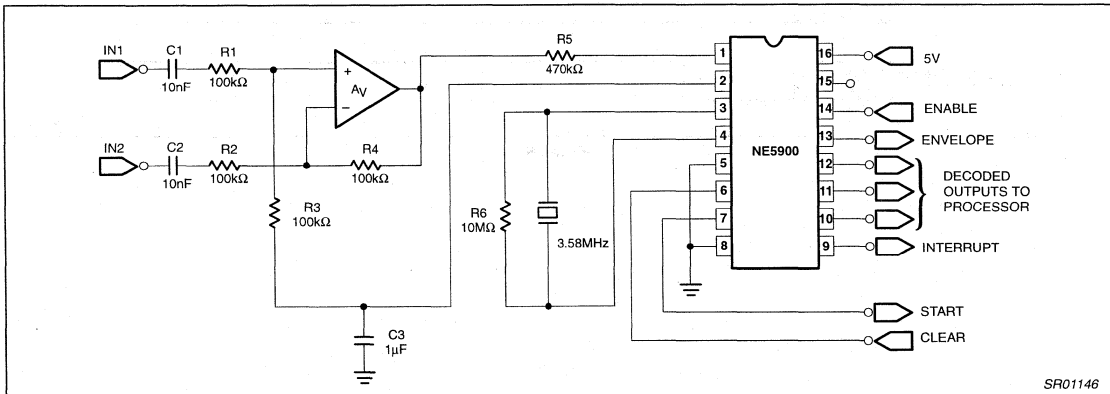 IN1
C1
10nF
R1
100kΩ
+
AV
−
IN2
C2
10nF
R2
100kΩ
R4
100kΩ
R3
100kΩ
C3
1μF
R5
470kΩ
R6
10MΩ
3.58MHz
NE5900
1
2
3
4
5
6
7
8
16
15
14
13
12
11
10
9
5V
ENABLE
ENVELOPE
DECODED
OUTPUTS TO
PROCESSOR
INTERRUPT
START
CLEAR
SR01146